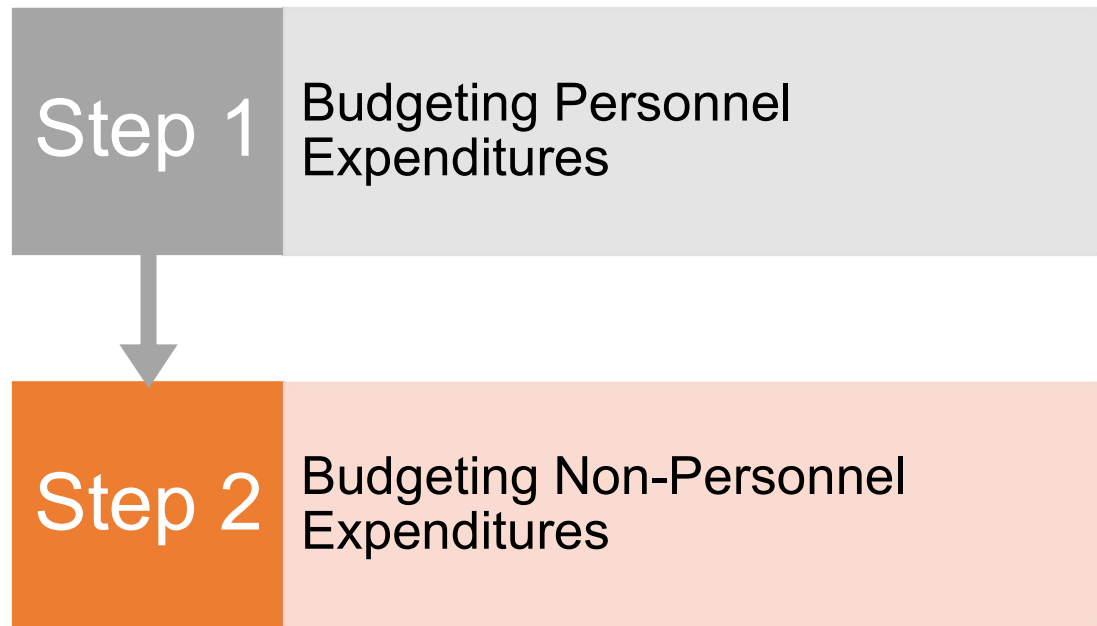 Step 1
Budgeting Personnel
Expenditures
Step 2
Budgeting Non-Personnel
Expenditures